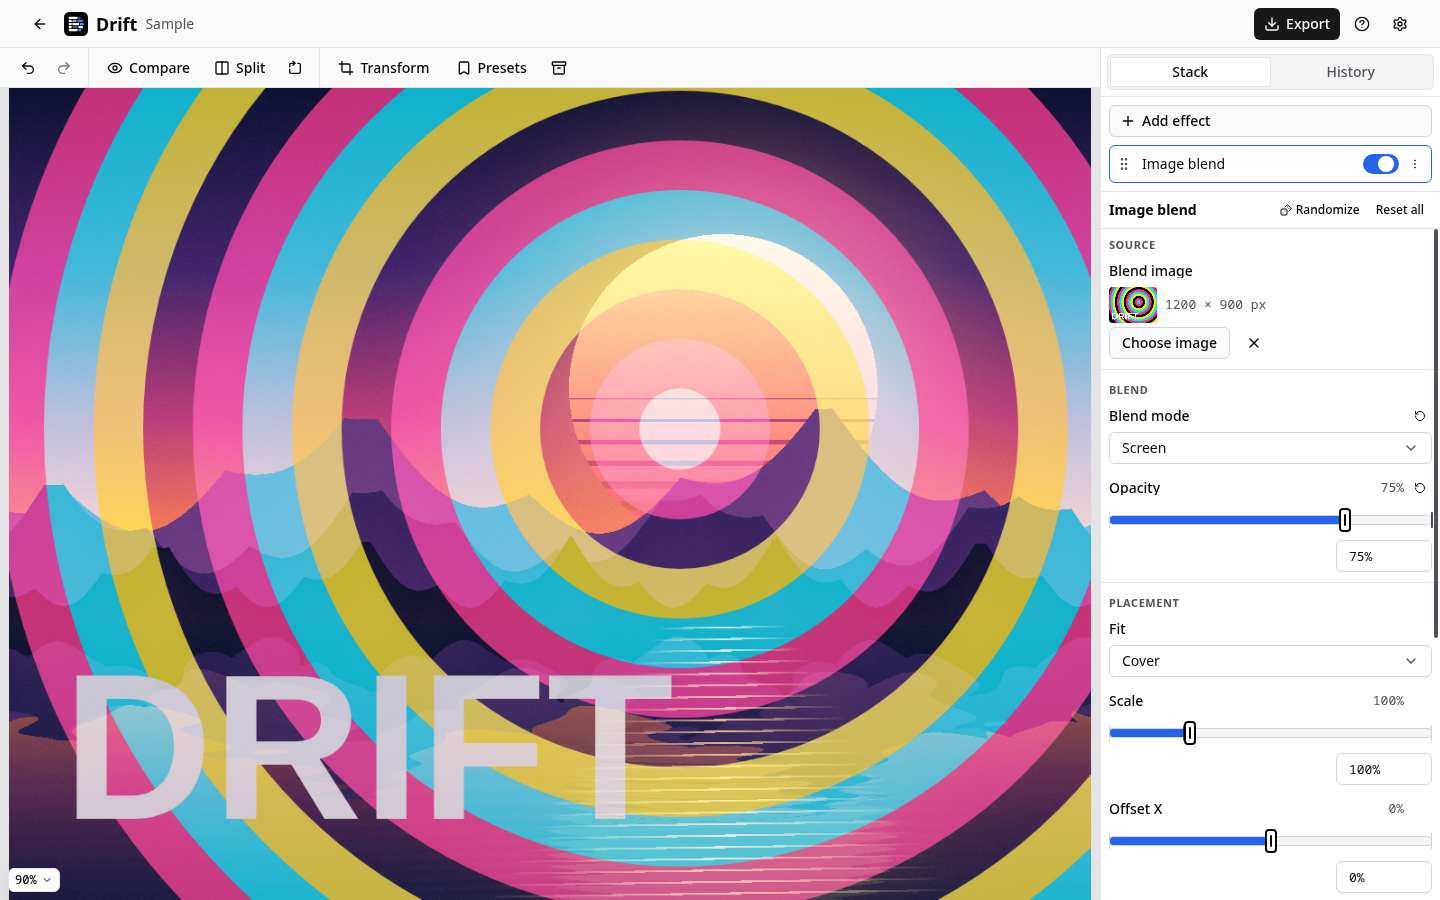 Drift Sample
Export
Compare Split Transform Presets
Stack History
Add effect
Image blend
Image blend Randomize Reset all
SOURCE
Blend image
DRIFT
1200 × 900 px
Choose image
BLEND
Blend mode
Screen
Opacity 75%
75%
PLACEMENT
Fit
Cover
Scale 100%
100%
Offset X 0%
0%
DRIFT
90%